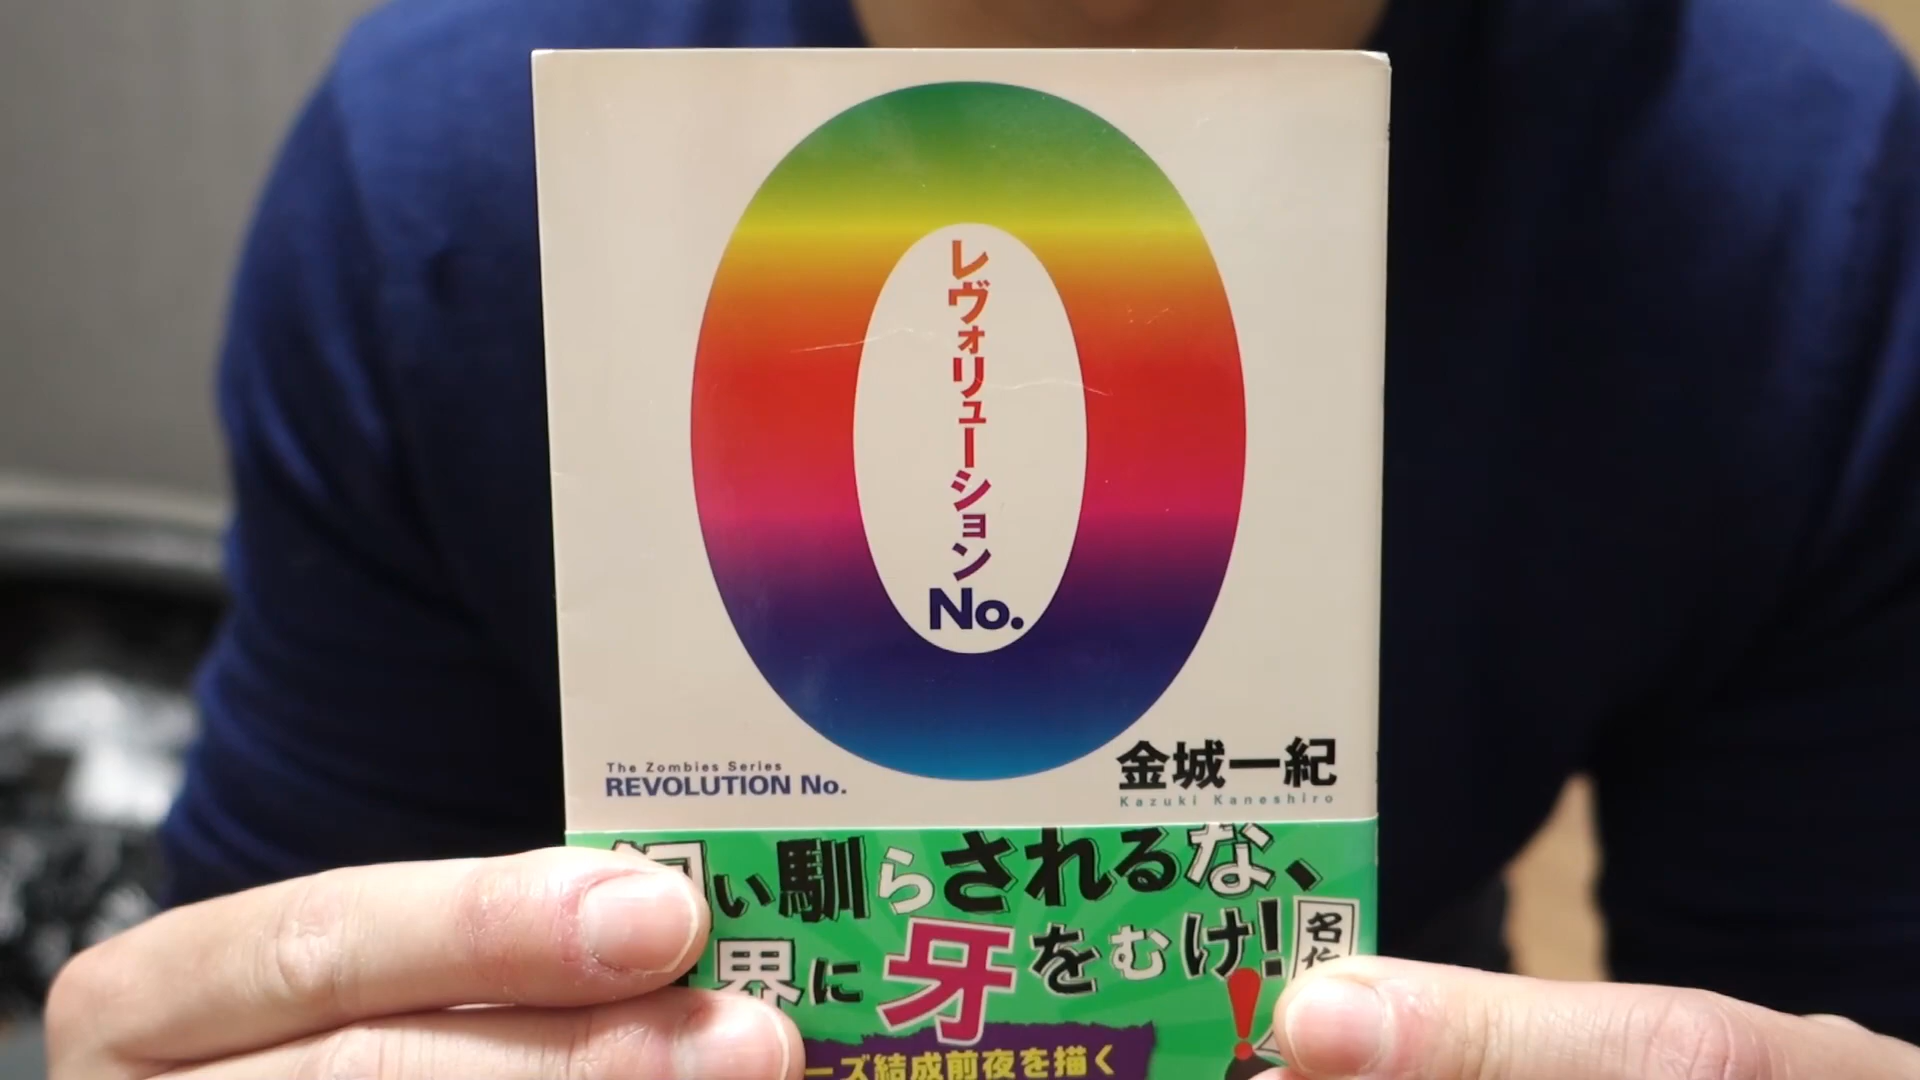 レヴォリューション
No.
0
The Zombies Series
REVOLUTION No.
金城一紀
Kazuki Kaneshiro
い馴らされるな、
界に牙をむけ!
名
ーズ結成前夜を描く